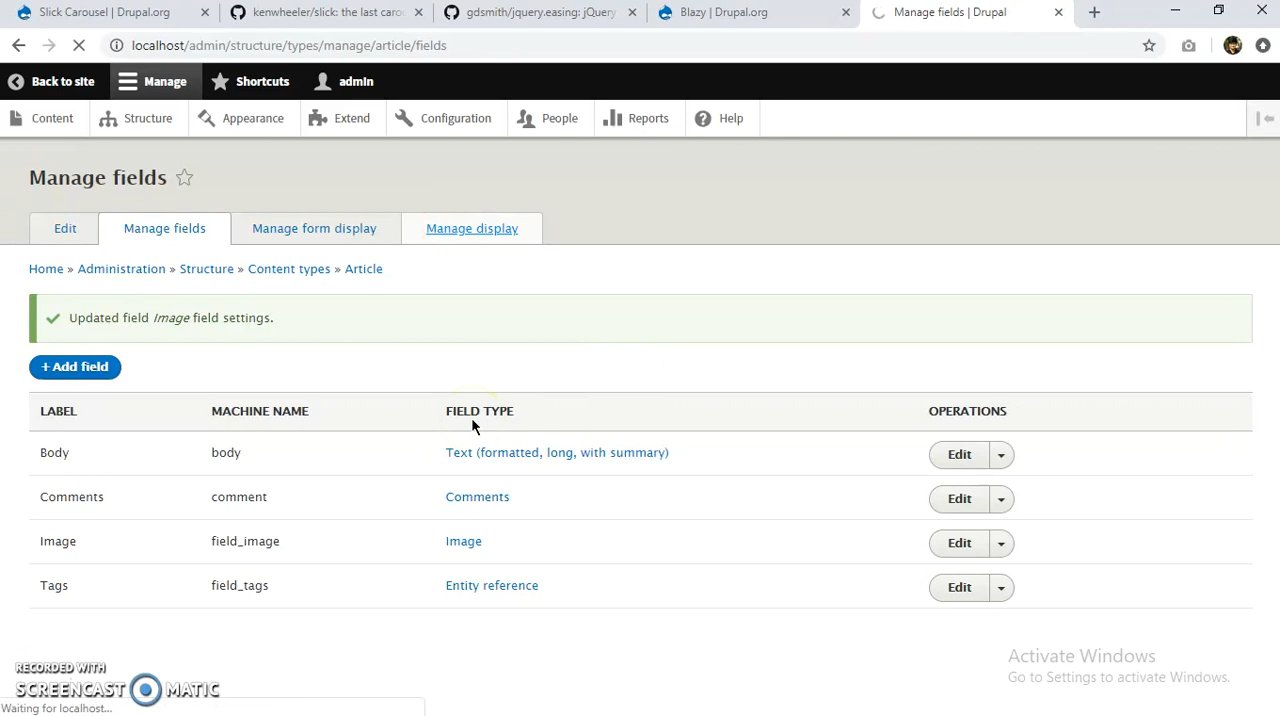 Slick Carousel | Drupal.org
kenwheeler/slick: the last carou
gdsmith/jquery.easing: jQuery
Blazy | Drupal.org
Manage fields | Drupal
localhost/admin/structure/types/manage/article/fields
Back to site
Manage
Shortcuts
admin
Content
Structure
Appearance
Extend
Configuration
People
Reports
Help
Manage fields
Edit
Manage fields
Manage form display
Manage display
Home » Administration » Structure » Content types » Article
Updated field Image field settings.
+ Add field
LABEL MACHINE NAME FIELD TYPE OPERATIONS
Body body Text (formatted, long, with summary) Edit
Comments comment Comments Edit
Image field_image Image Edit
Tags field_tags Entity reference Edit
Activate Windows
Go to Settings to activate Windows.
RECORDED WITH
SCREENCAST MATIC
Waiting for localhost...